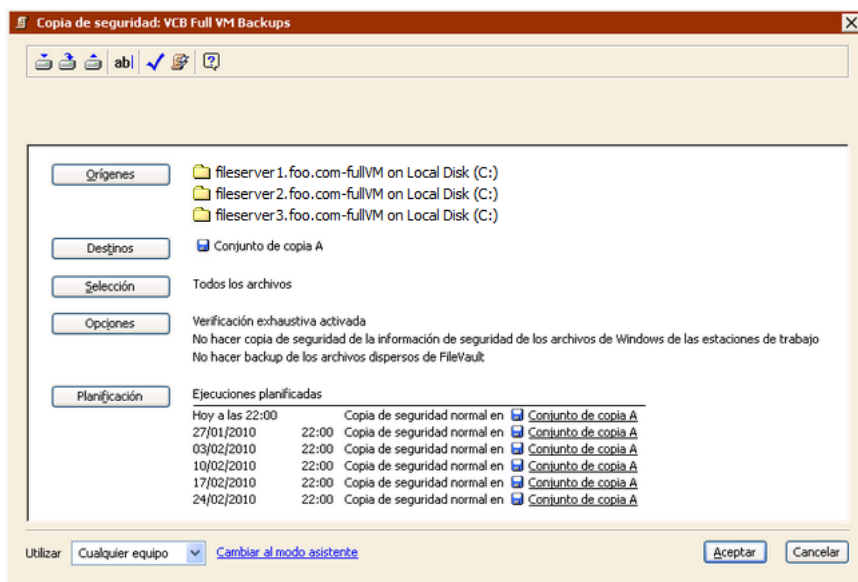 Copia de seguridad: VCB Full VM Backups
ab|
Orígenes
fileserver1.foo.com-fullVM on Local Disk (C:)
fileserver2.foo.com-fullVM on Local Disk (C:)
fileserver3.foo.com-fullVM on Local Disk (C:)
Destinos Conjunto de copia A
Selección Todos los archivos
Opciones Verificación exhaustiva activada
No hacer copia de seguridad de la información de seguridad de los archivos de Windows de las estaciones de trabajo
No hacer backup de los archivos dispersos de FileVault
Planificación Ejecuciones planificadas
Hoy a las 22:00 Copia de seguridad normal en Conjunto de copia A
27/01/2010 22:00 Copia de seguridad normal en Conjunto de copia A
03/02/2010 22:00 Copia de seguridad normal en Conjunto de copia A
10/02/2010 22:00 Copia de seguridad normal en Conjunto de copia A
17/02/2010 22:00 Copia de seguridad normal en Conjunto de copia A
24/02/2010 22:00 Copia de seguridad normal en Conjunto de copia A
Utilizar Cualquier equipo Cambiar al modo asistente Aceptar Cancelar